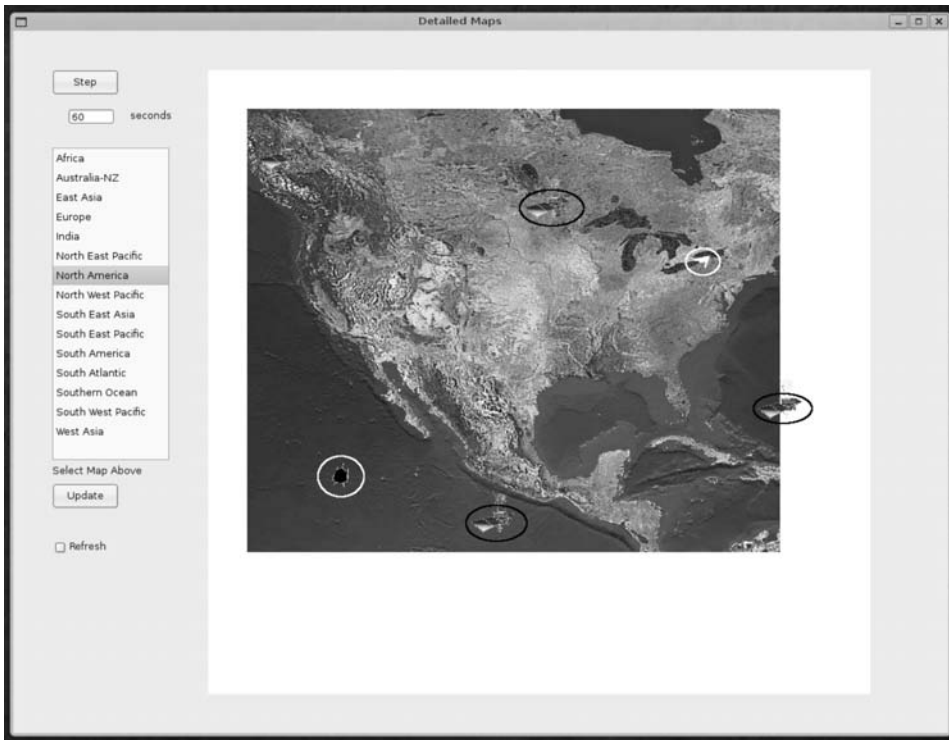 Detailed Maps
Step
60 seconds
Africa
Australia-NZ
East Asia
Europe
India
North East Pacific
North America
North West Pacific
South East Asia
South East Pacific
South America
South Atlantic
Southern Ocean
South West Pacific
West Asia
Select Map Above
Update
Refresh